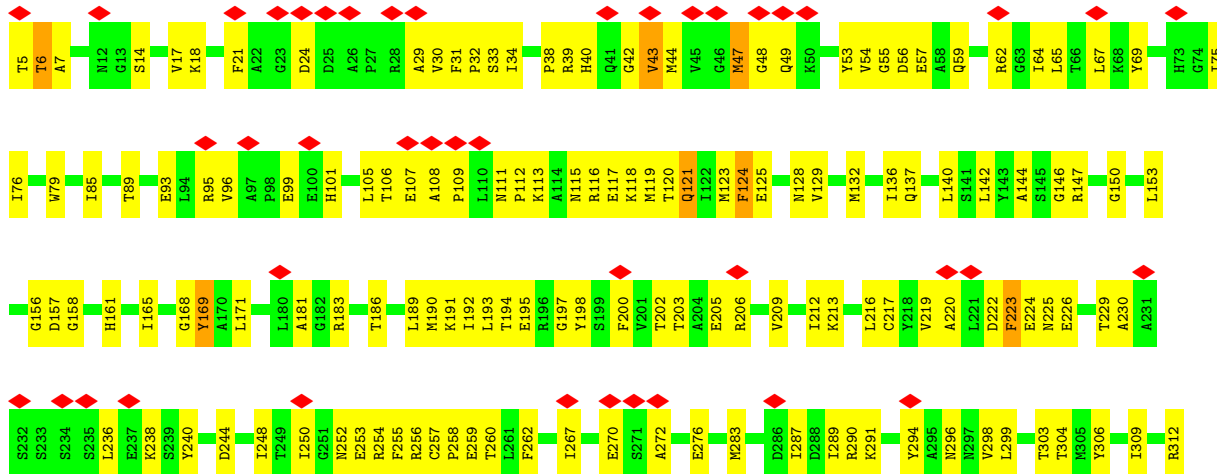 T5 T6 A7 N12 G13 S14 V17 K18 F21 A22 G23 D24 D25 A26 P27 R28 A29 V30 F31 P32 S33 I34 P38 R39 H40 Q41 G42 V43 M44 V45 G46 M47 G48 Q49 K50 Y53 V54 G55 D56 E57 A58 Q59 R62 G63 I64 L65 T66 L67 K68 Y69 H73 G74 I75
I76 W79 I85 T89 E93 L94 R95 V96 A97 P98 E99 E100 H101 L105 T106 E107 A108 P109 L110 N111 P112 K113 A114 N115 R116 E117 K118 M119 T120 Q121 I122 M123 F124 E125 N128 V129 M132 I136 Q137 L140 S141 L142 Y143 A144 S145 G146 R147 G150 L153
G156 D157 G158 H161 I165 G168 Y169 A170 L171 L180 A181 G182 R183 T186 L189 M190 K191 I192 L193 T194 E195 R196 G197 Y198 S199 F200 V201 T202 T203 A204 E205 R206 V209 I212 K213 L216 C217 Y218 V219 A220 L221 D222 F223 E224 N225 E226 T229 A230 A231
S232 S233 S234 S235 L236 E237 K238 S239 Y240 D244 I248 T249 I250 G251 N252 E253 R254 F255 R256 C257 P258 E259 T260 L261 F262 I267 E270 S271 A272 E276 M283 D286 I287 D288 I289 R290 K291 Y294 A295 N296 N297 V298 L299 T303 T304 M305 Y306 I309 R312